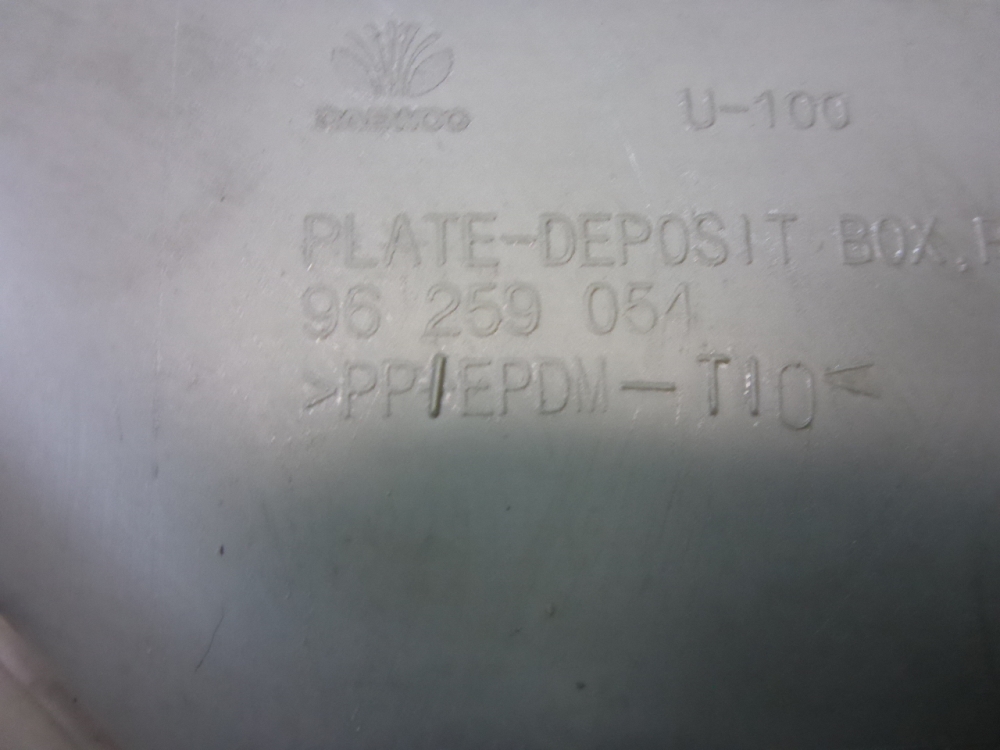 DAEWOO
U-100
PLATE-DEPOSIT BOX,R
96 259 054
>PP/EPDM-T10<